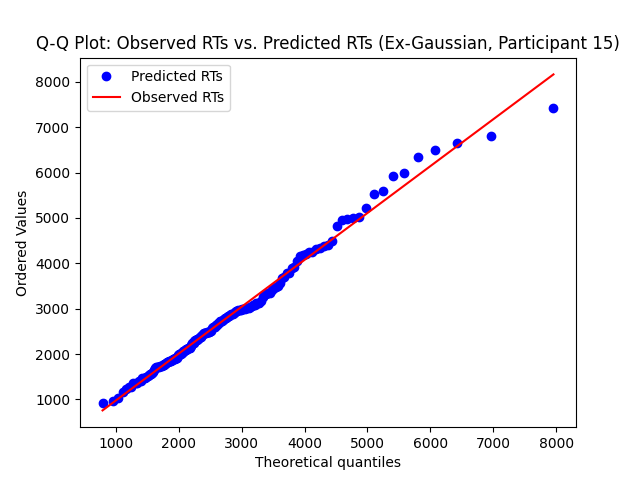 Q-Q Plot: Observed RTs vs. Predicted RTs (Ex-Gaussian, Participant 15)
Predicted RTs
Observed RTs
Ordered Values
8000
7000
6000
5000
4000
3000
2000
1000
1000 2000 3000 4000 5000 6000 7000 8000
Theoretical quantiles